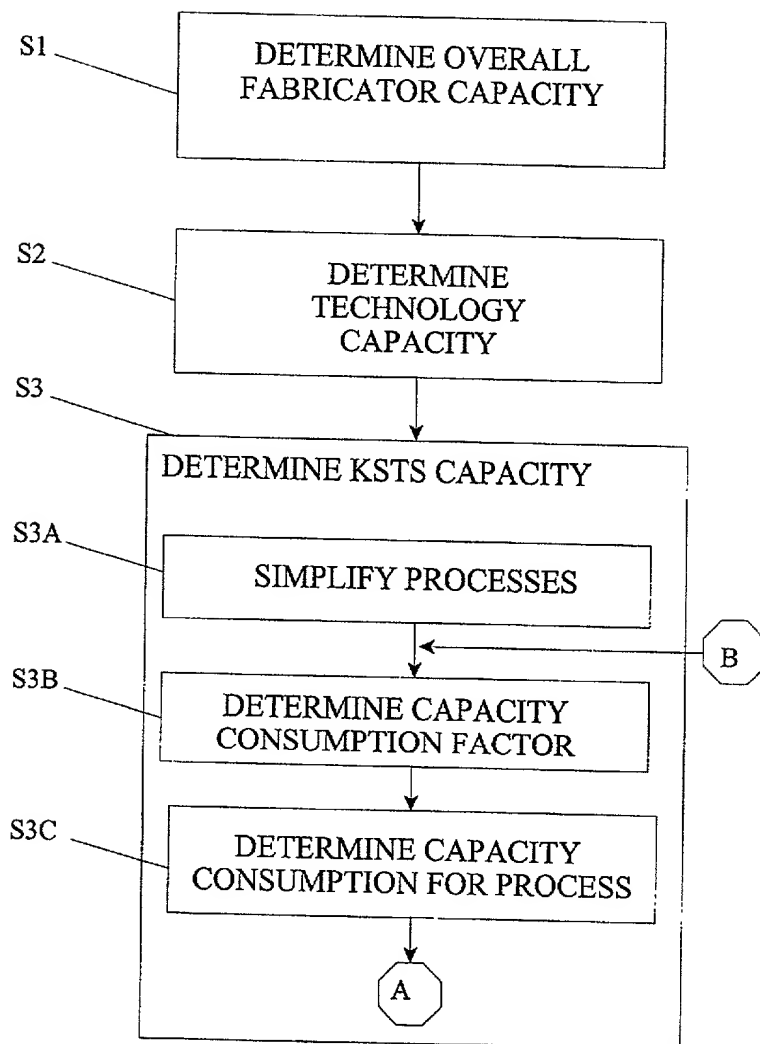 S1
DETERMINE OVERALL
FABRICATOR CAPACITY
S2
DETERMINE
TECHNOLOGY
CAPACITY
S3
DETERMINE KSTS CAPACITY
S3A
SIMPLIFY PROCESSES
B
S3B
DETERMINE CAPACITY
CONSUMPTION FACTOR
S3C
DETERMINE CAPACITY
CONSUMPTION FOR PROCESS
A